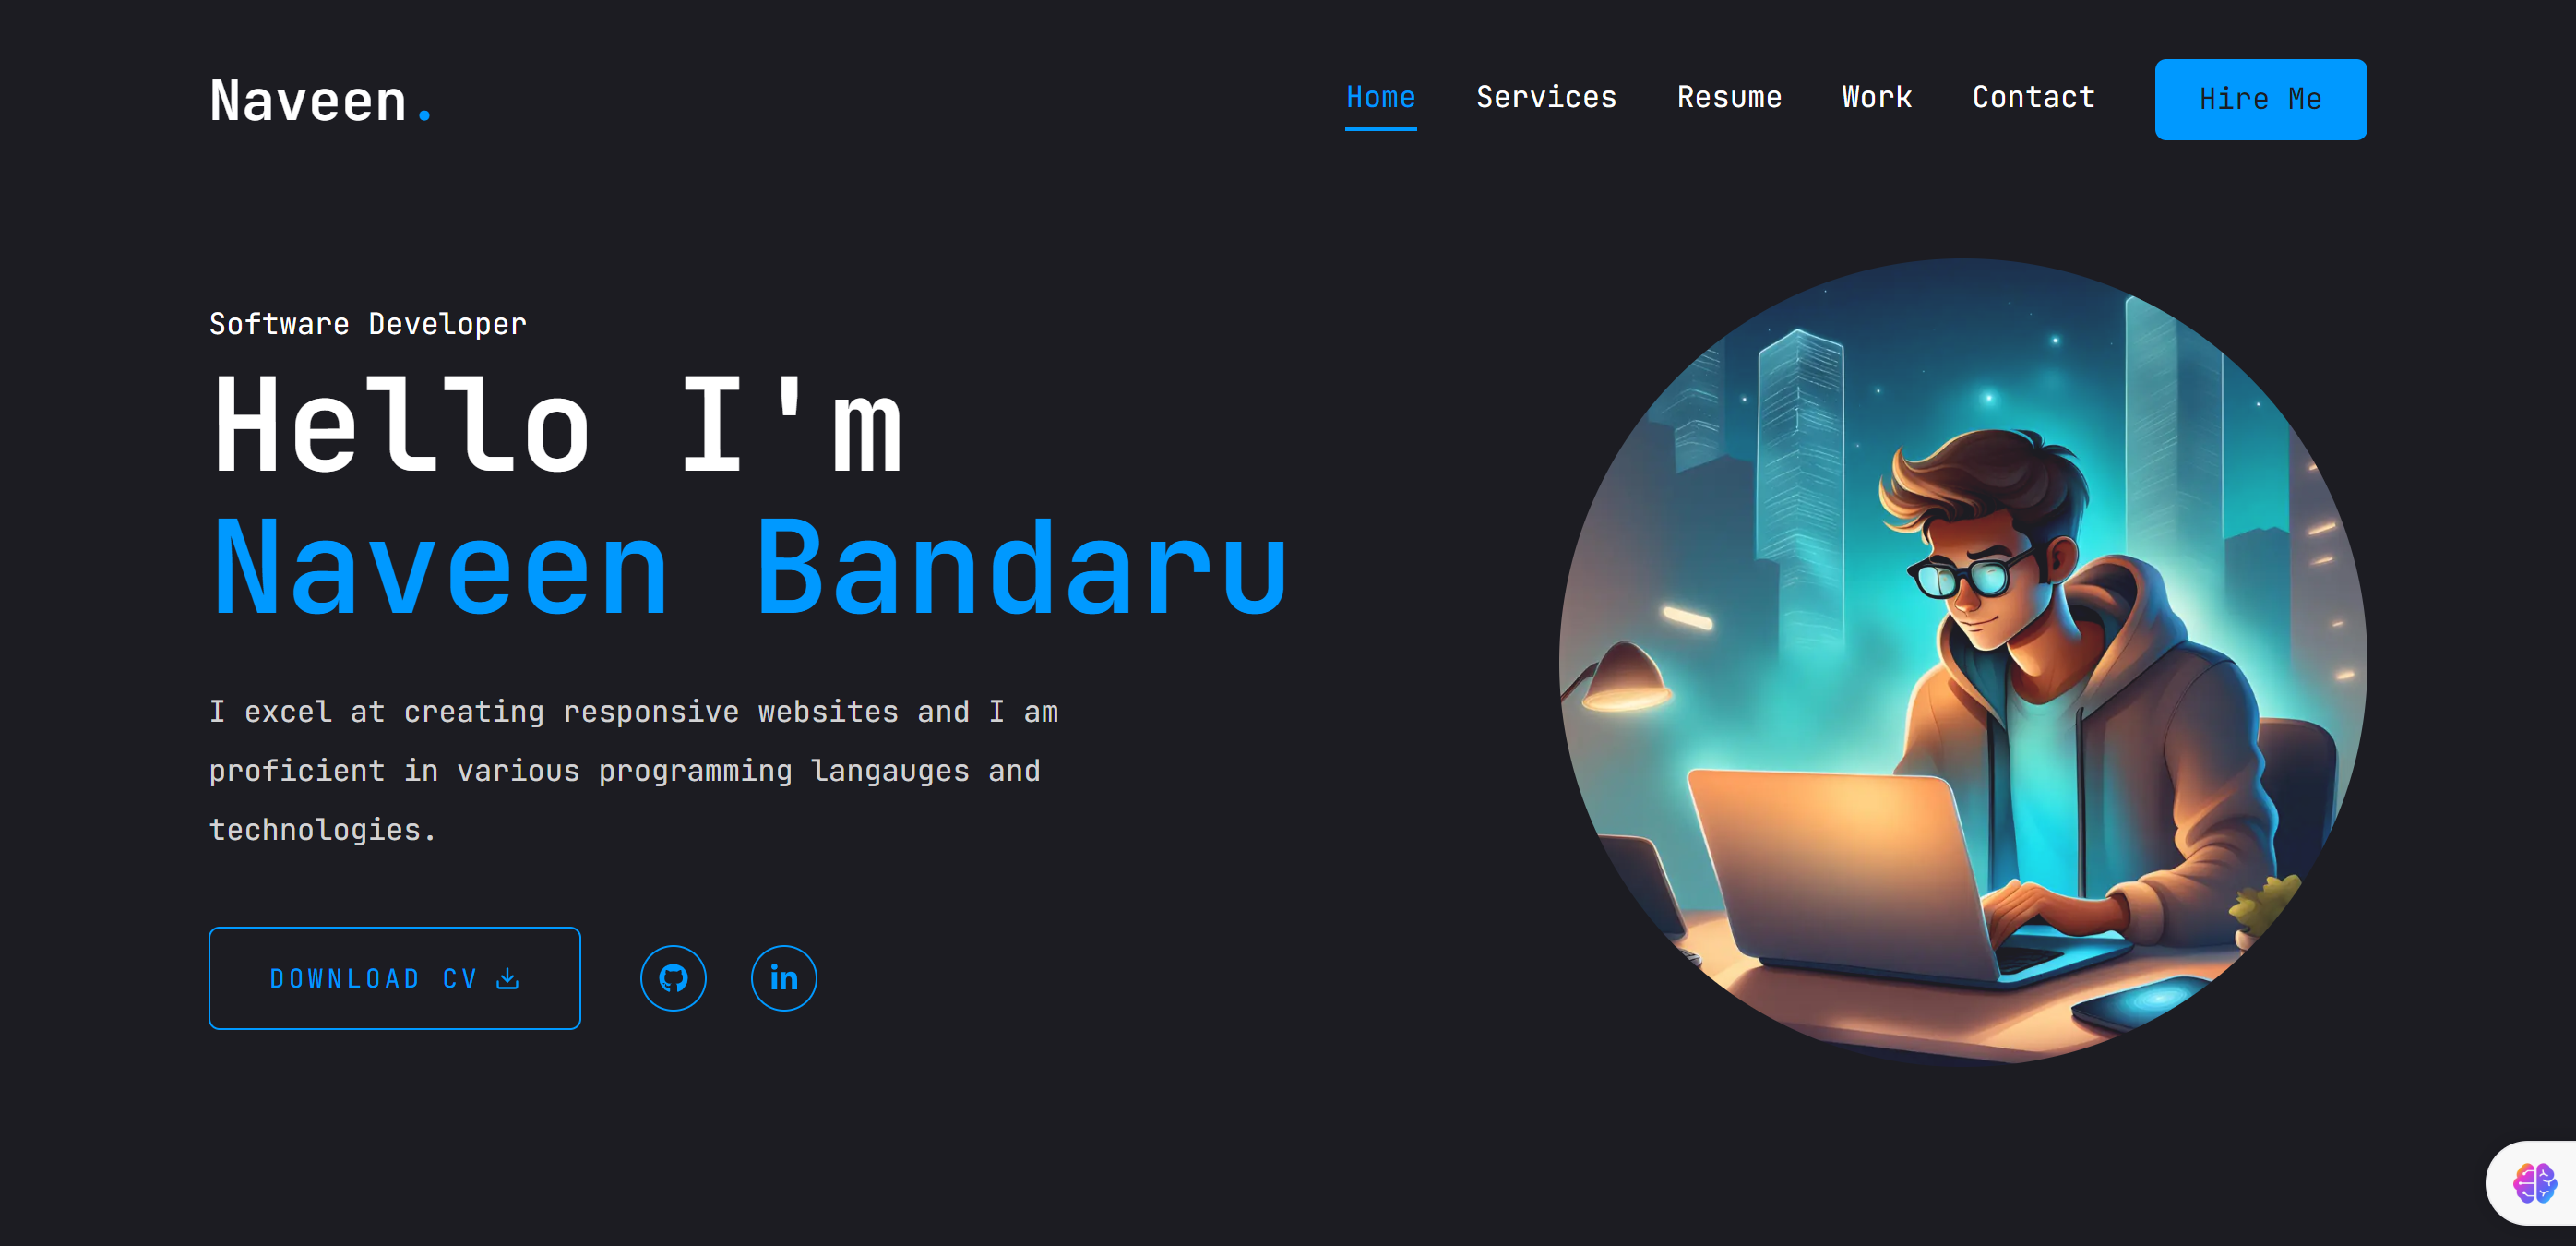 Naveen.
Home Services Resume Work Contact Hire Me
Software Developer
Hello I'm
Naveen Bandaru
I excel at creating responsive websites and I am
proficient in various programming langauges and
technologies.
DOWNLOAD CV
in